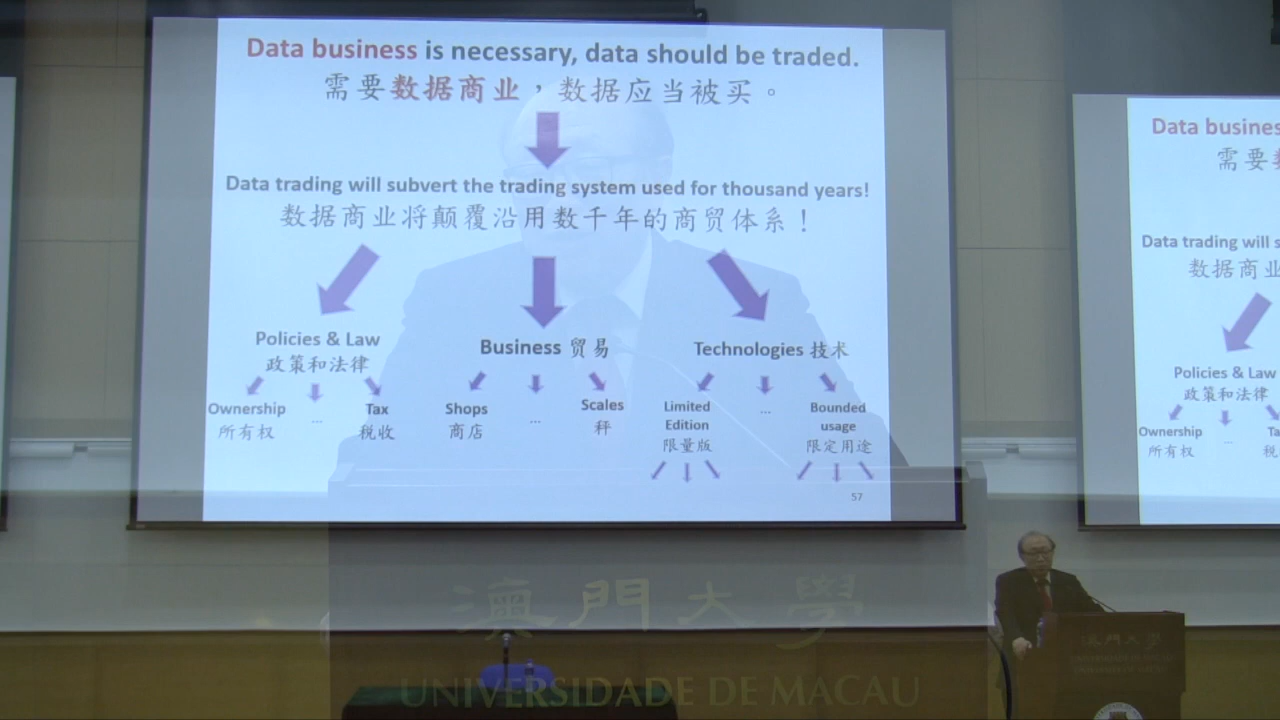 Data business is necessary, data should be traded.
需要数据商业，数据应当被买。
Data trading will subvert the trading system used for thousand years!
数据商业将颠覆沿用数千年的商贸体系！
Policies & Law
政策和法律
Business 贸易
Technologies 技术
Ownership
所有权
...
Tax
税收
Shops
商店
...
Scales
秤
Limited
Edition
限量版
...
Bounded
usage
限定用途
57
Data busines
需要
Data trading will s
数据商业
Policies & Law
政策和法律
Ownership
所有权
...
Ta
税
澳門大學
UNIVERSIDADE DE MACAU
澳門大學